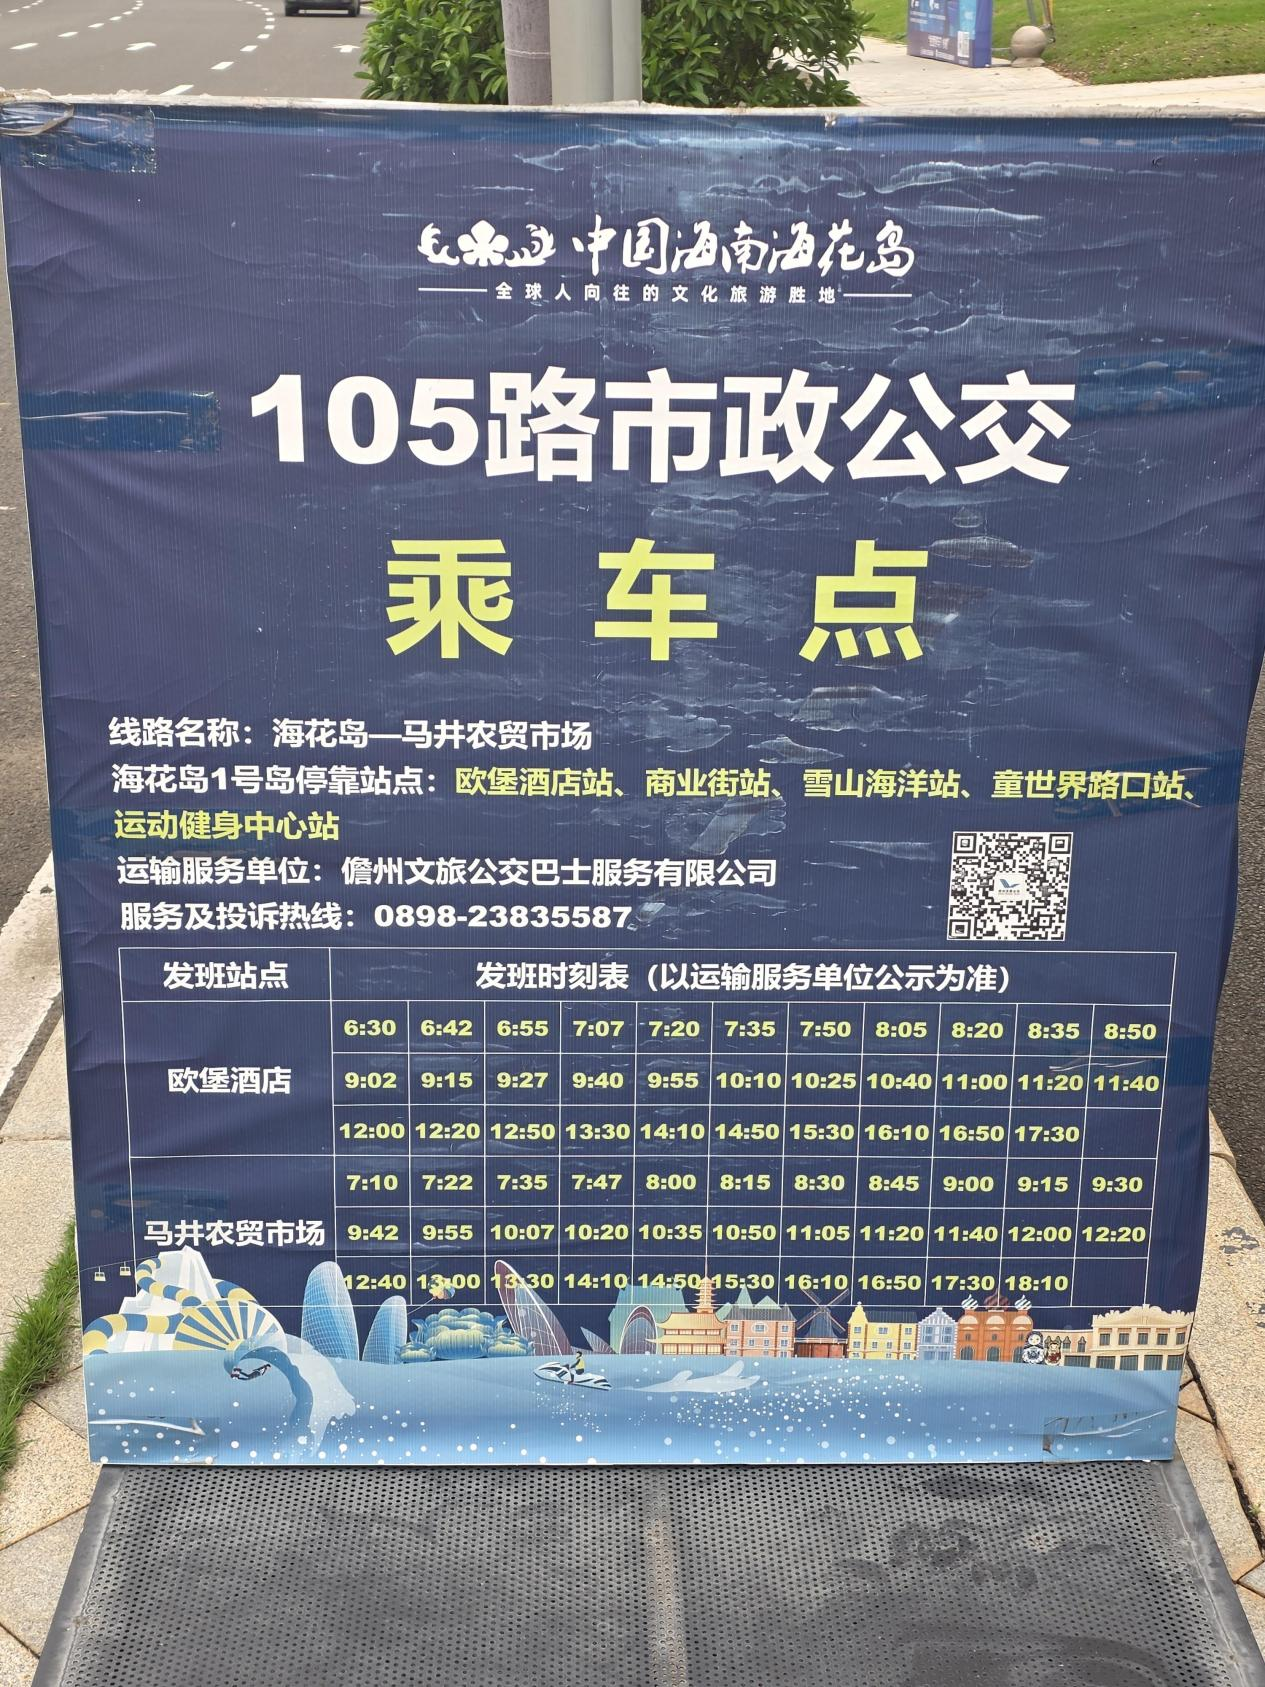 中国海南海花岛
全球人向往的文化旅游胜地
105路市政公交
乘车点
线路名称：海花岛—马井农贸市场
海花岛1号岛停靠站点：欧堡酒店站、商业街站、雪山海洋站、童世界路口站、
运动健身中心站
运输服务单位：儋州文旅公交巴士服务有限公司
服务及投诉热线：0898-23835587
发班站点 发班时刻表（以运输服务单位公示为准）
6:30 6:42 6:55 7:07 7:20 7:35 7:50 8:05 8:20 8:35 8:50
欧堡酒店 9:02 9:15 9:27 9:40 9:55 10:10 10:25 10:40 11:00 11:20 11:40
12:00 12:20 12:50 13:30 14:10 14:50 15:30 16:10 16:50 17:30
7:10 7:22 7:35 7:47 8:00 8:15 8:30 8:45 9:00 9:15 9:30
马井农贸市场 9:42 9:55 10:07 10:20 10:35 10:50 11:05 11:20 11:40 12:00 12:20
12:40 13:00 13:30 14:10 14:50 15:30 16:10 16:50 17:30 18:10